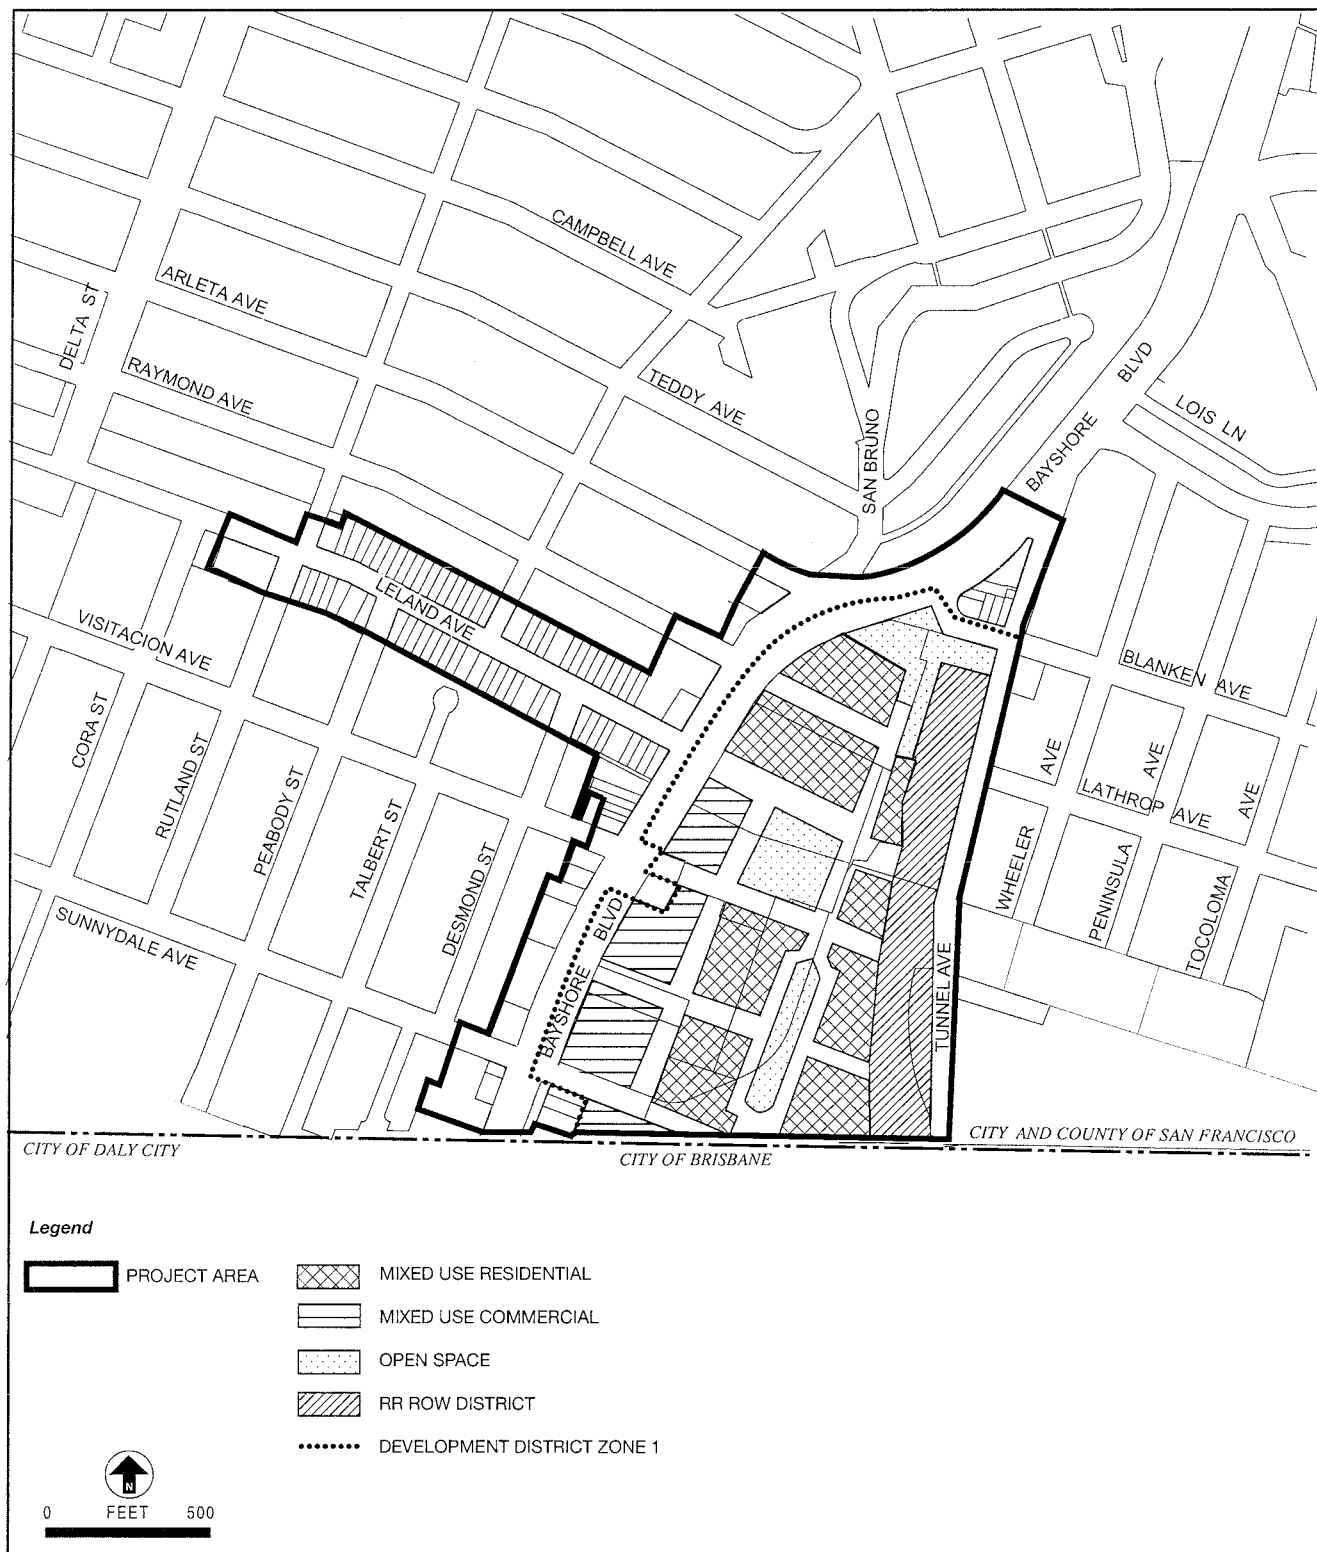 CAMPBELL AVE
ARLETA AVE
DELTA ST
RAYMOND AVE
TEDDY AVE
BLVD
BAYSHORE
LOIS LN
SAN BRUNO
LELAND AVE
VISITACION AVE
BLANKEN AVE
CORA ST
RUTLAND ST
PEABODY ST
TALBERT ST
DESMOND ST
AVE
AVE
AVE
LATHROP AVE
WHEELER
PENINSULA
TOCOLOMA
SUNNYDALE AVE
BLVD
BAYSHORE
TUNNEL AVE
CITY OF DALY CITY
CITY AND COUNTY OF SAN FRANCISCO
CITY OF BRISBANE
Legend
PROJECT AREA
MIXED USE RESIDENTIAL
MIXED USE COMMERCIAL
OPEN SPACE
RR ROW DISTRICT
DEVELOPMENT DISTRICT ZONE 1
N
0 FEET 500